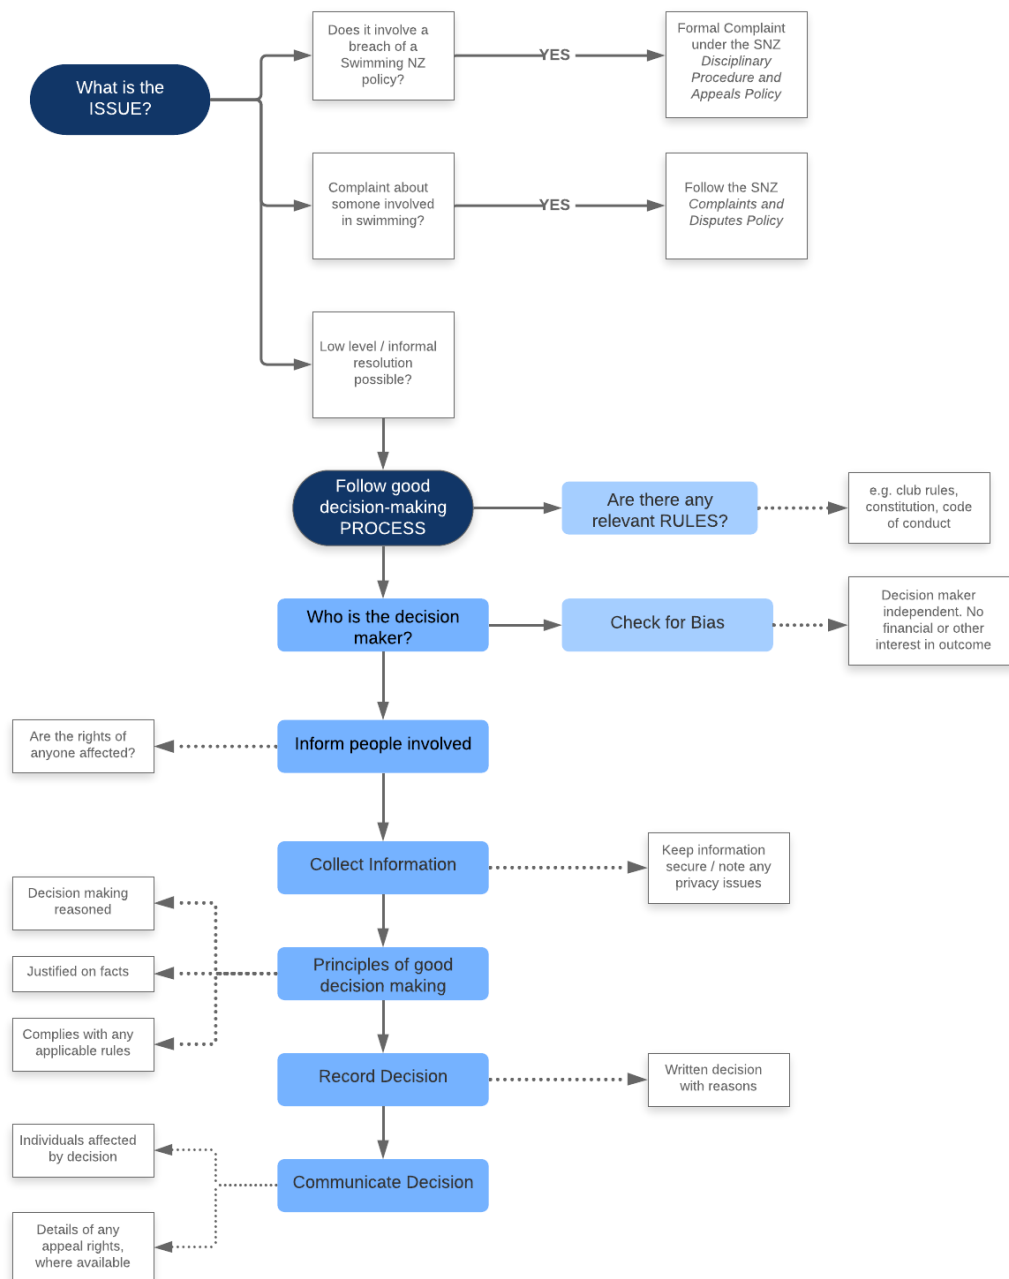 What is the
ISSUE?
Does it involve a
breach of a
Swimming NZ
policy?
YES
Formal Complaint
under the SNZ
Disciplinary
Procedure and
Appeals Policy
Complaint about
somone involved
in swimming?
YES
Follow the SNZ
Complaints and
Disputes Policy
Low level / informal
resolution
possible?
Follow good
decision-making
PROCESS
Are there any
relevant RULES?
e.g. club rules,
constitution, code
of conduct
Who is the decision
maker?
Check for Bias
Decision maker
independent. No
financial or other
interest in outcome
Inform people involved
Are the rights of
anyone affected?
Collect Information
Keep information
secure / note any
privacy issues
Principles of good
decision making
Decision making
reasoned
Justified on facts
Complies with any
applicable rules
Record Decision
Written decision
with reasons
Communicate Decision
Individuals affected
by decision
Details of any
appeal rights,
where available